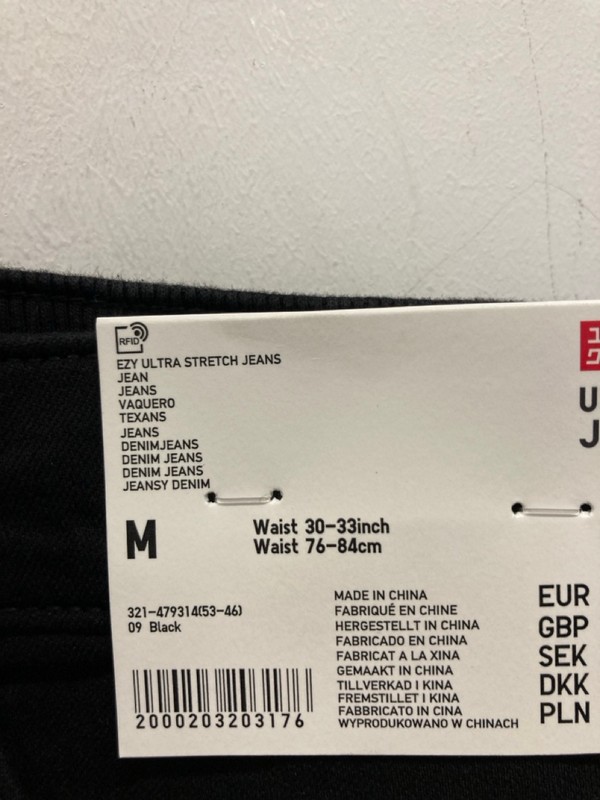 RFID
EZY ULTRA STRETCH JEANS
JEAN
JEANS
VAQUERO
TEXANS
JEANS
DENIMJEANS
DENIM JEANS
DENIM JEANS
JEANSY DENIM
M
Waist 30-33inch
Waist 76-84cm
321-479314(53-46)
09 Black
2000203203176
MADE IN CHINA
FABRIQUÉ EN CHINE
HERGESTELLT IN CHINA
FABRICADO EN CHINA
FABRICAT A LA XINA
GEMAAKT IN CHINA
TILLVERKAD I KINA
FREMSTILLET I KINA
FABBRICATO IN CINA
WYPRODUKOWANO W CHINACH
ユ
ク
U
J
EUR
GBP
SEK
DKK
PLN